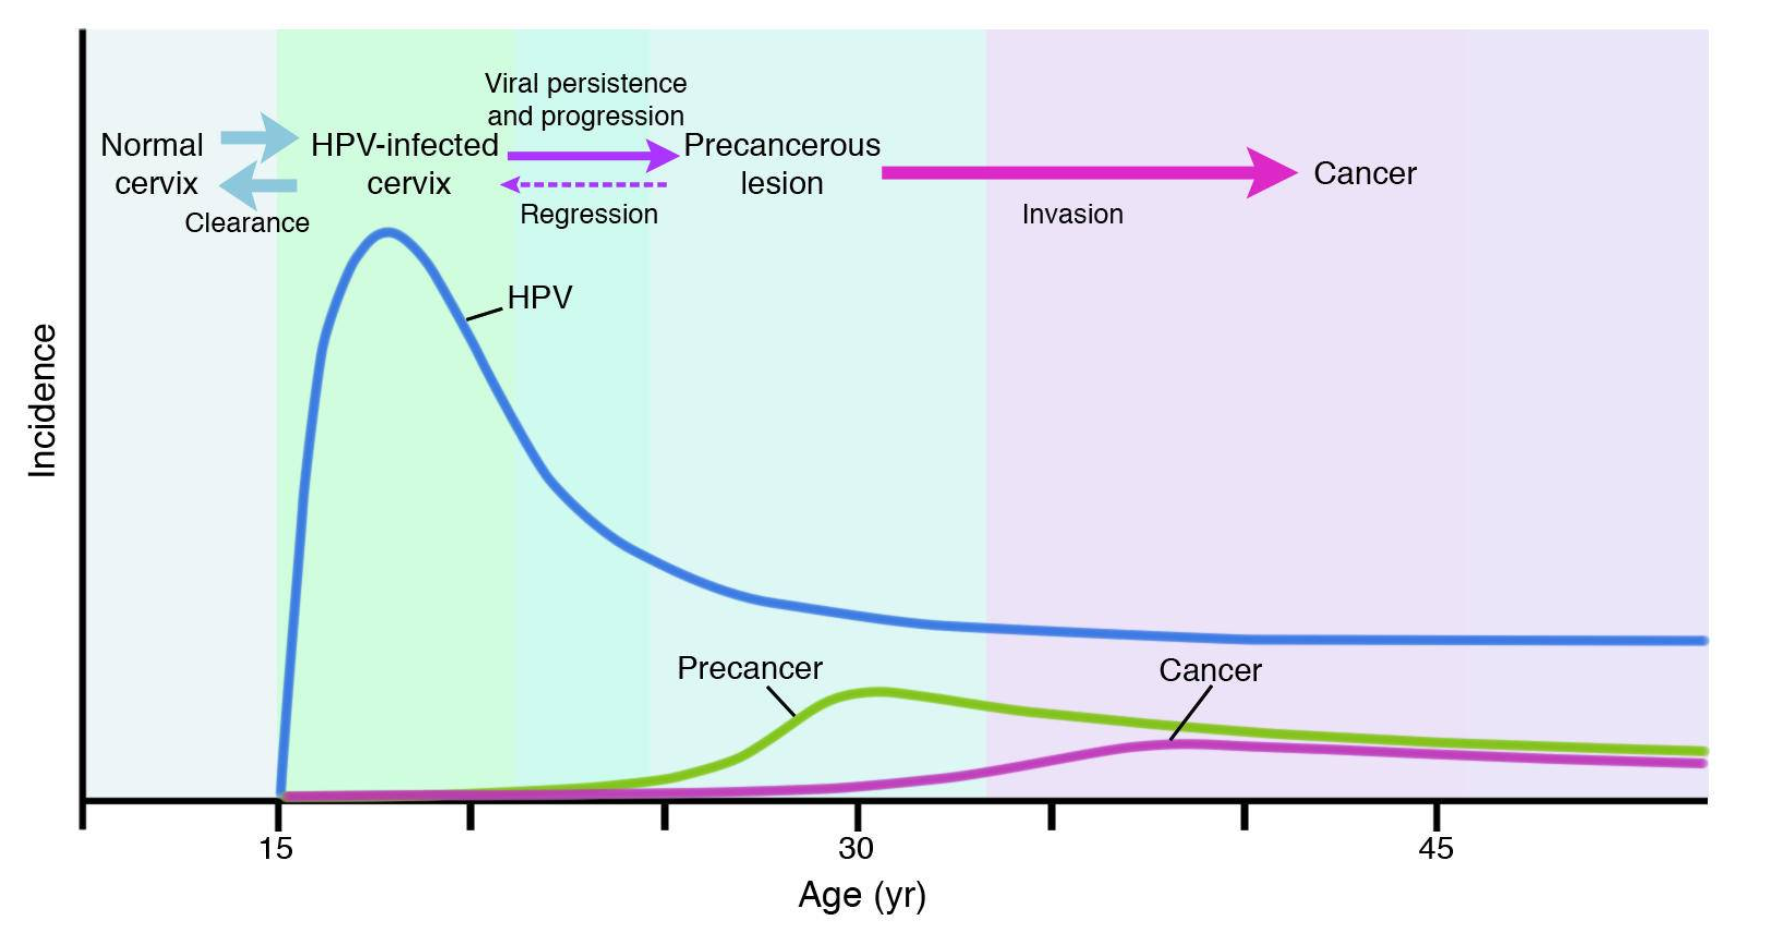 Viral persistence
and progression
Normal
cervix
HPV-infected
cervix
Precancerous
lesion
Cancer
Clearance
Regression
Invasion
HPV
Incidence
Precancer
Cancer
15
30
45
Age (yr)